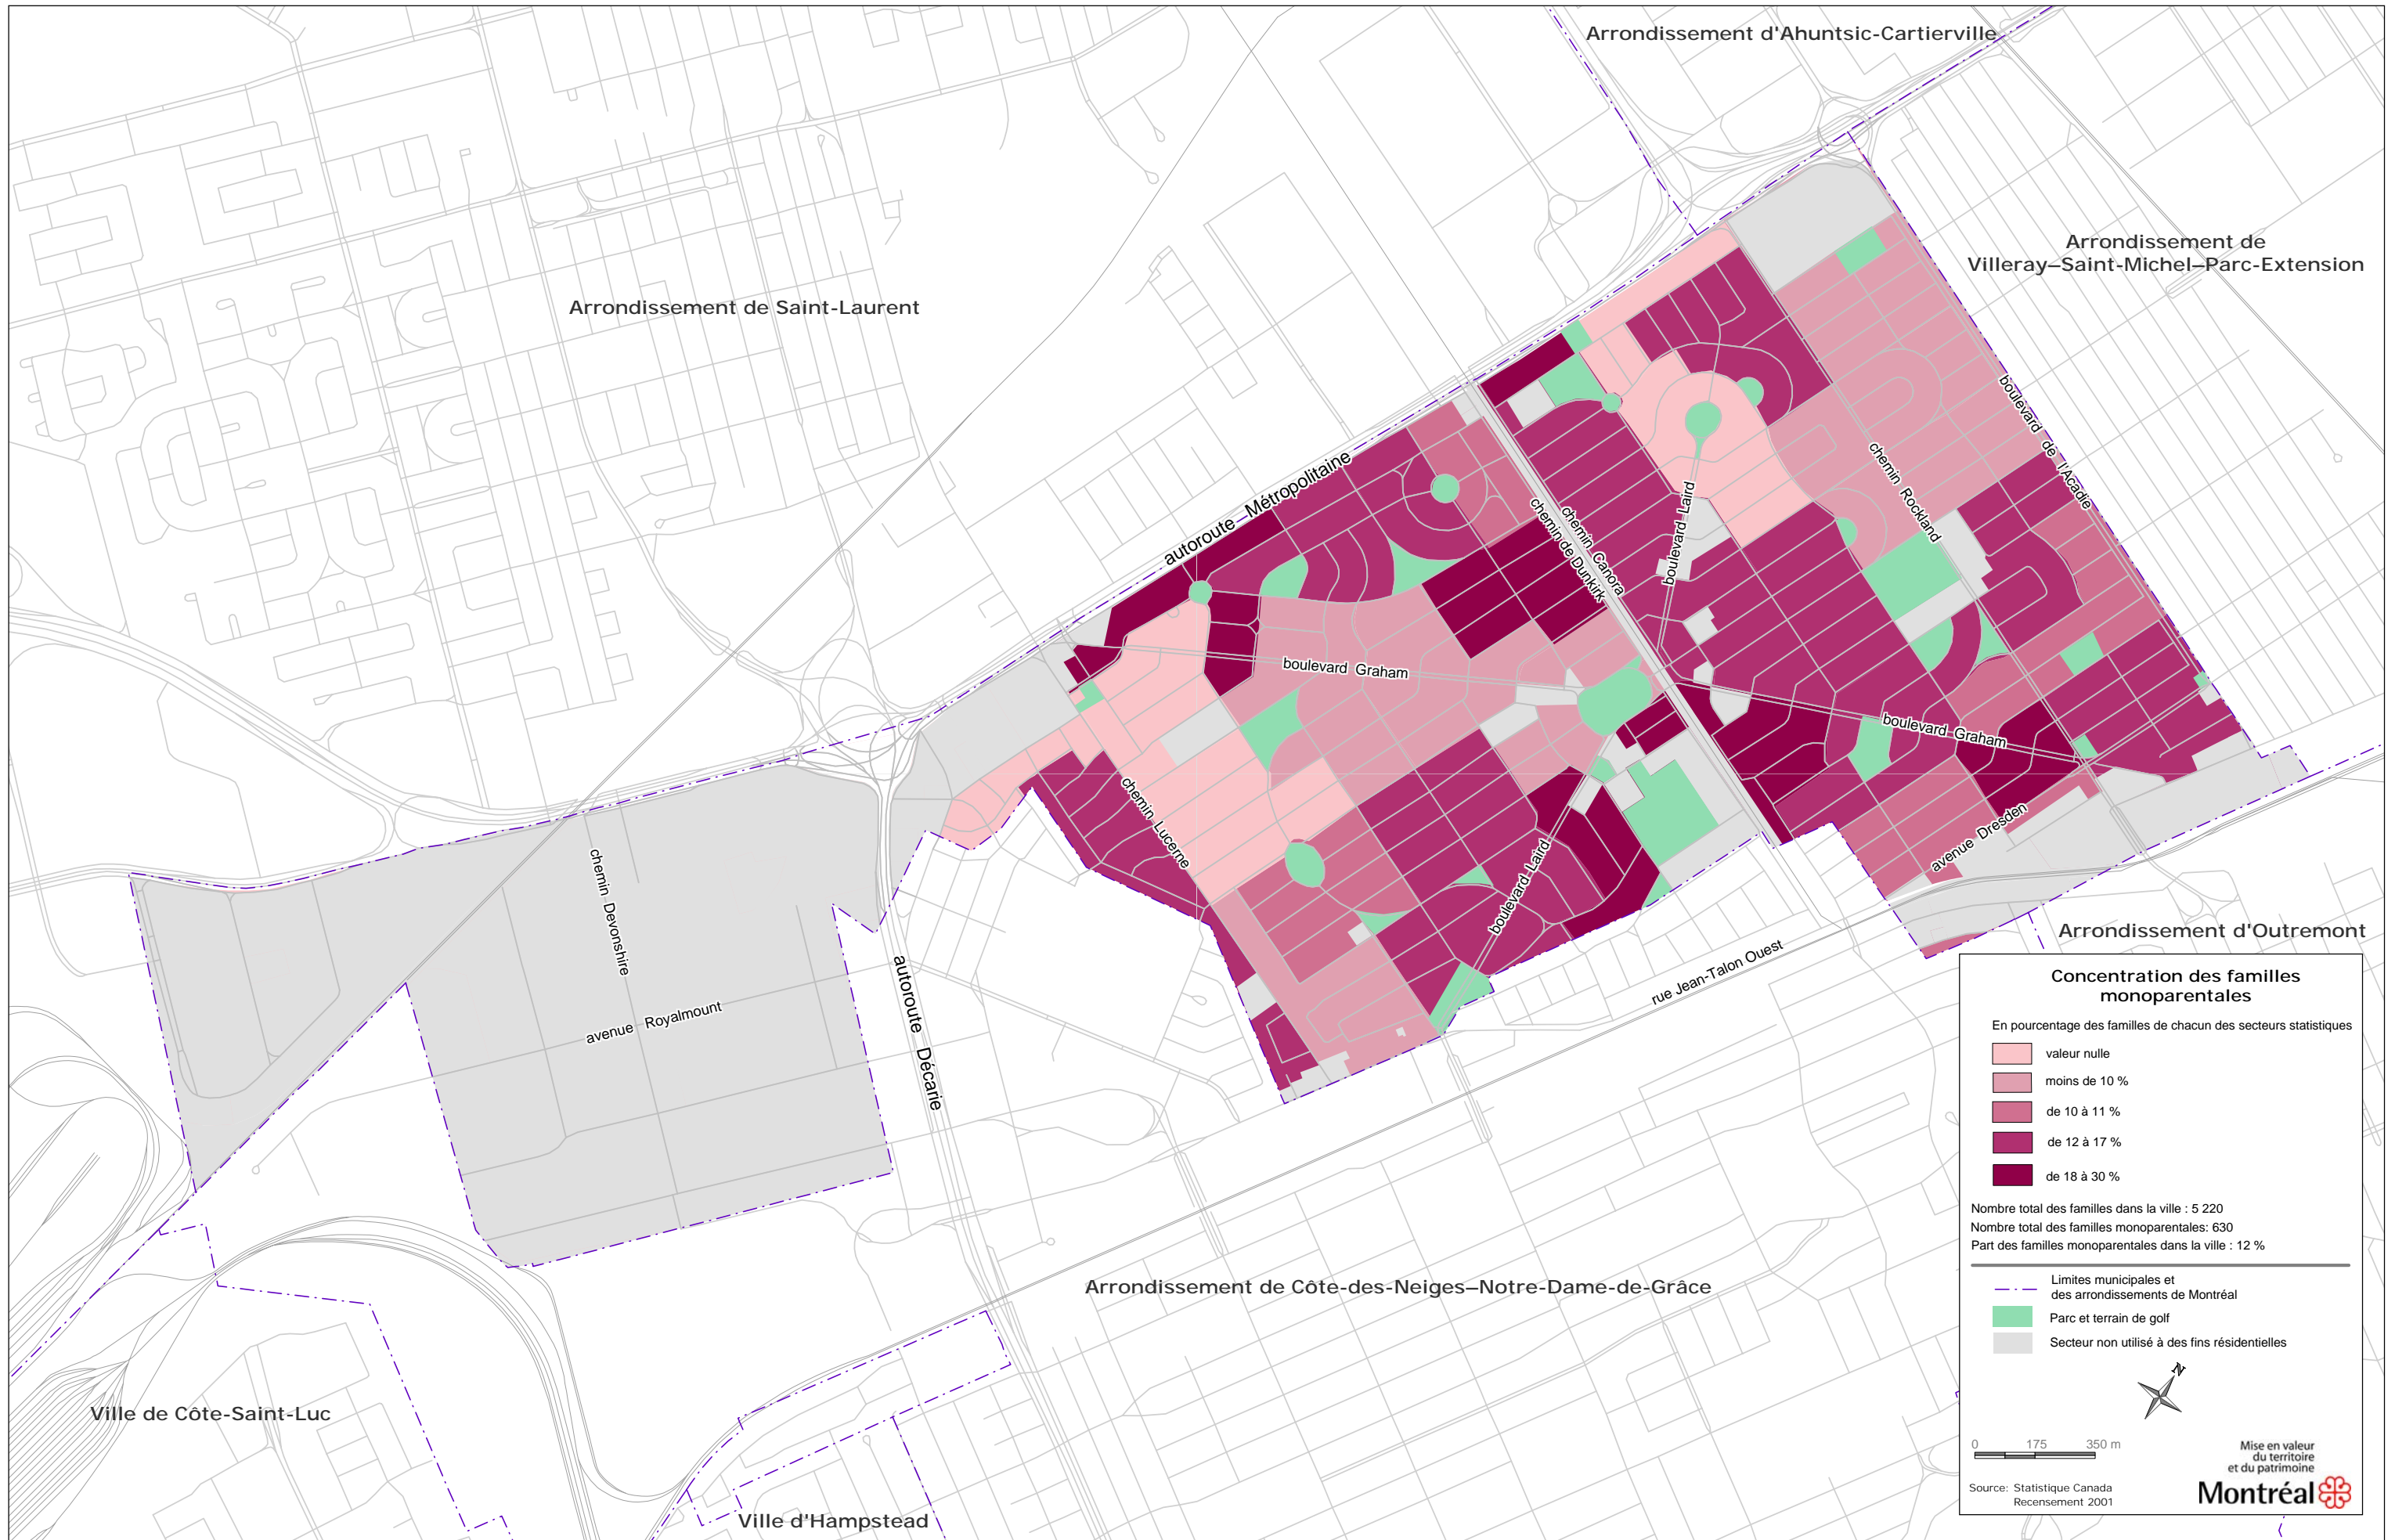 Arrondissement d'Ahuntsic-Cartierville
Arrondissement de
Villeray–Saint-Michel–Parc-Extension
Arrondissement de Saint-Laurent
autoroute Métropolitaine
boulevard de l'Acadie
chemin Rockland
boulevard Laird
chemin Canora
chemin de Dunkirk
boulevard Graham
boulevard Graham
chemin Lucerne
avenue Dresden
boulevard Laird
chemin Devonshire
avenue Royalmount
autoroute Décarie
rue Jean-Talon Ouest
Arrondissement d'Outremont
Arrondissement de Côte-des-Neiges–Notre-Dame-de-Grâce
Ville de Côte-Saint-Luc
Ville d'Hampstead
Concentration des familles
monoparentales
En pourcentage des familles de chacun des secteurs statistiques
valeur nulle
moins de 10 %
de 10 à 11 %
de 12 à 17 %
de 18 à 30 %
Nombre total des familles dans la ville : 5 220
Nombre total des familles monoparentales: 630
Part des familles monoparentales dans la ville : 12 %
Limites municipales et
des arrondissements de Montréal
Parc et terrain de golf
Secteur non utilisé à des fins résidentielles
N
0 175 350 m
Mise en valeur
du territoire
et du patrimoine
Source: Statistique Canada
Recensement 2001
Montréal